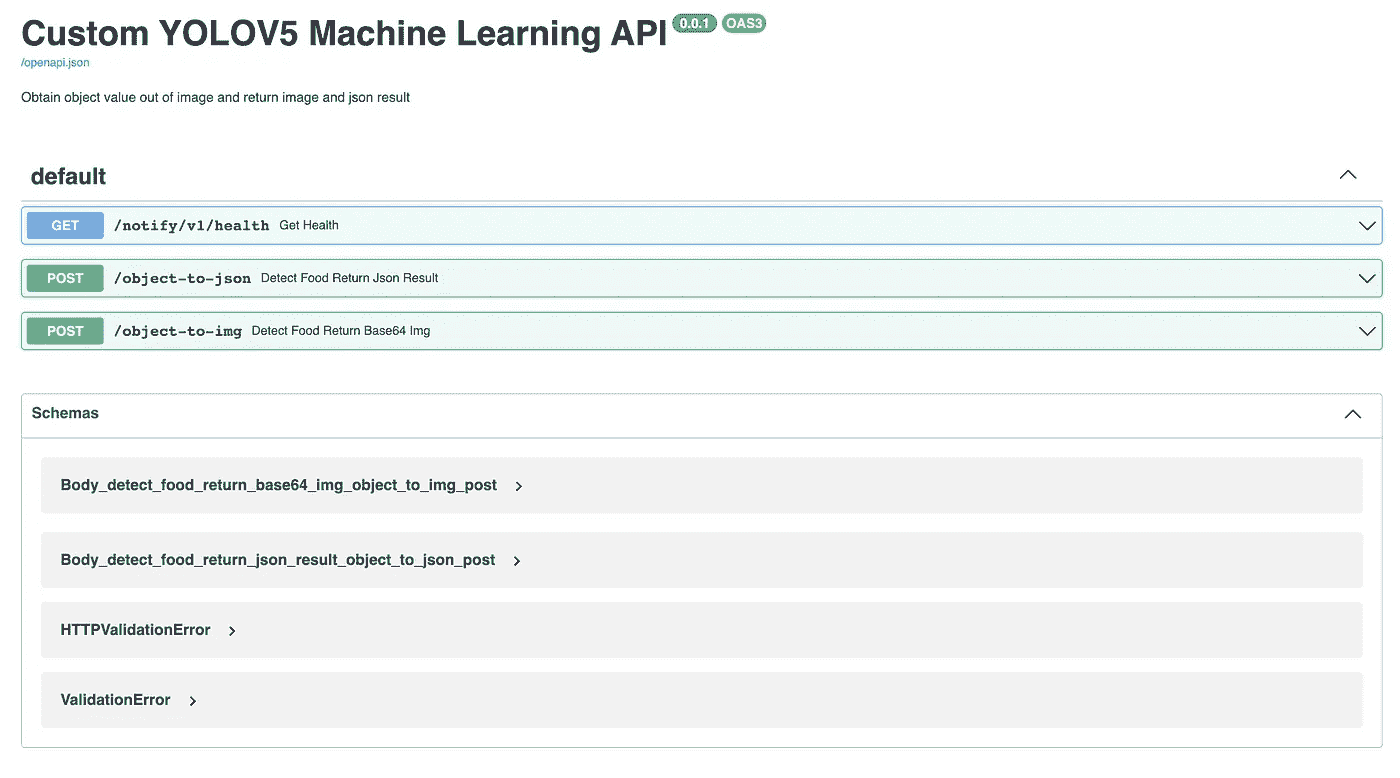 Custom YOLOV5 Machine Learning API 0.0.1 OAS3
/openapi.json
Obtain object value out of image and return image and json result
default
GET /notify/v1/health Get Health
POST /object-to-json Detect Food Return Json Result
POST /object-to-img Detect Food Return Base64 Img
Schemas
Body_detect_food_return_base64_img_object_to_img_post
Body_detect_food_return_json_result_object_to_json_post
HTTPValidationError
ValidationError